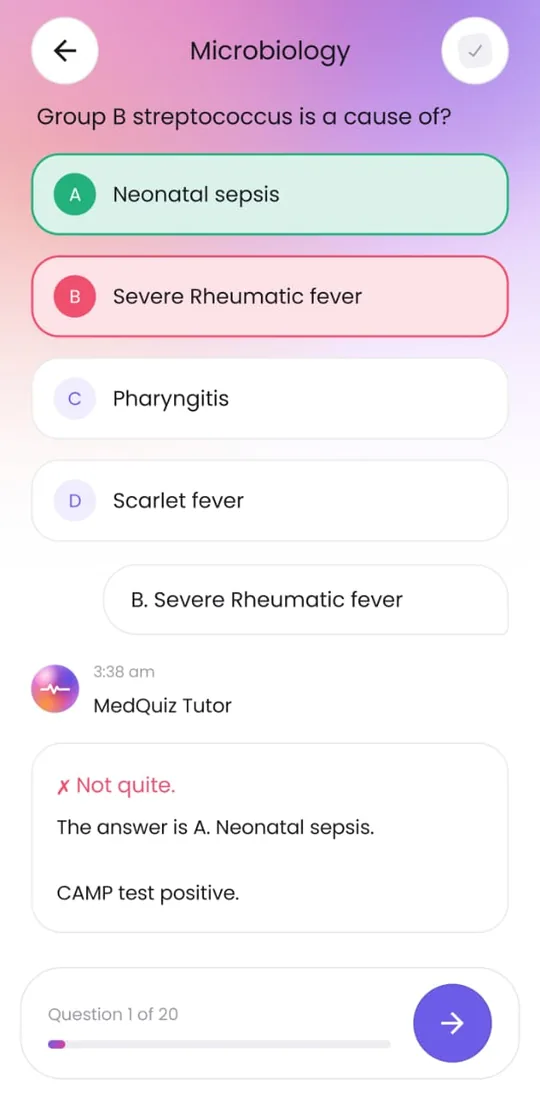 Microbiology
Group B streptococcus is a cause of?
A Neonatal sepsis
B Severe Rheumatic fever
C Pharyngitis
D Scarlet fever
B. Severe Rheumatic fever
3:38 am
MedQuiz Tutor
✗ Not quite.
The answer is A. Neonatal sepsis.
CAMP test positive.
Question 1 of 20